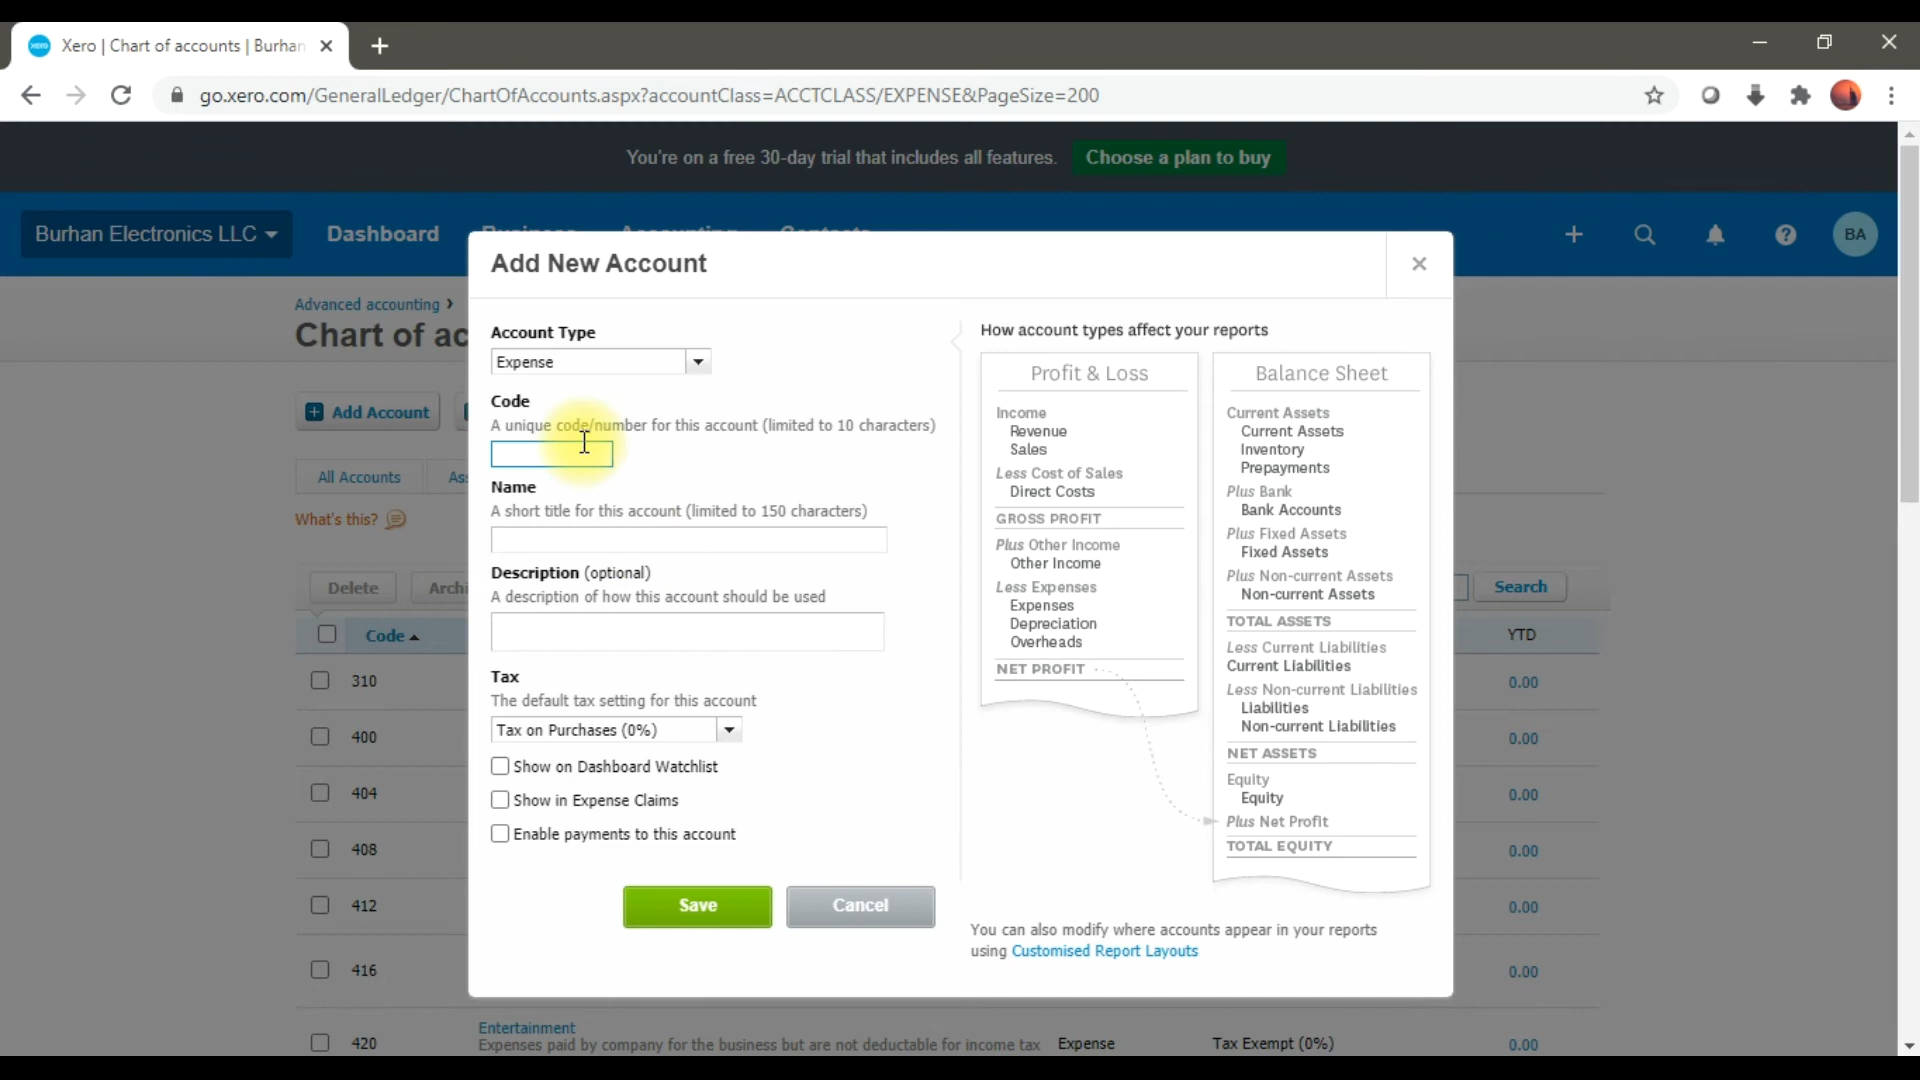 xero
Xero | Chart of accounts | Burhan
go.xero.com/GeneralLedger/ChartOfAccounts.aspx?accountClass=ACCTCLASS/EXPENSE&PageSize=200
You're on a free 30-day trial that includes all features.
Choose a plan to buy
Burhan Electronics LLC
Dashboard
Business
Accounting
Contacts
BA
Advanced accounting
Chart of ac
Add Account
All Accounts
What's this?
Delete
Archi
Search
Code
YTD
310
0.00
400
0.00
404
0.00
408
0.00
412
0.00
416
0.00
420
Entertainment
Expenses paid by company for the business but are not deductable for income tax
Expense
Tax Exempt (0%)
0.00
Add New Account
Account Type
Expense
Code
A unique code/number for this account (limited to 10 characters)
Name
A short title for this account (limited to 150 characters)
Description (optional)
A description of how this account should be used
Tax
The default tax setting for this account
Tax on Purchases (0%)
Show on Dashboard Watchlist
Show in Expense Claims
Enable payments to this account
Save
Cancel
How account types affect your reports
Profit & Loss
Income
Revenue
Sales
Less Cost of Sales
Direct Costs
GROSS PROFIT
Plus Other Income
Other Income
Less Expenses
Expenses
Depreciation
Overheads
NET PROFIT
Balance Sheet
Current Assets
Current Assets
Inventory
Prepayments
Plus Bank
Bank Accounts
Plus Fixed Assets
Fixed Assets
Plus Non-current Assets
Non-current Assets
TOTAL ASSETS
Less Current Liabilities
Current Liabilities
Less Non-current Liabilities
Liabilities
Non-current Liabilities
NET ASSETS
Equity
Equity
Plus Net Profit
TOTAL EQUITY
You can also modify where accounts appear in your reports
using Customised Report Layouts